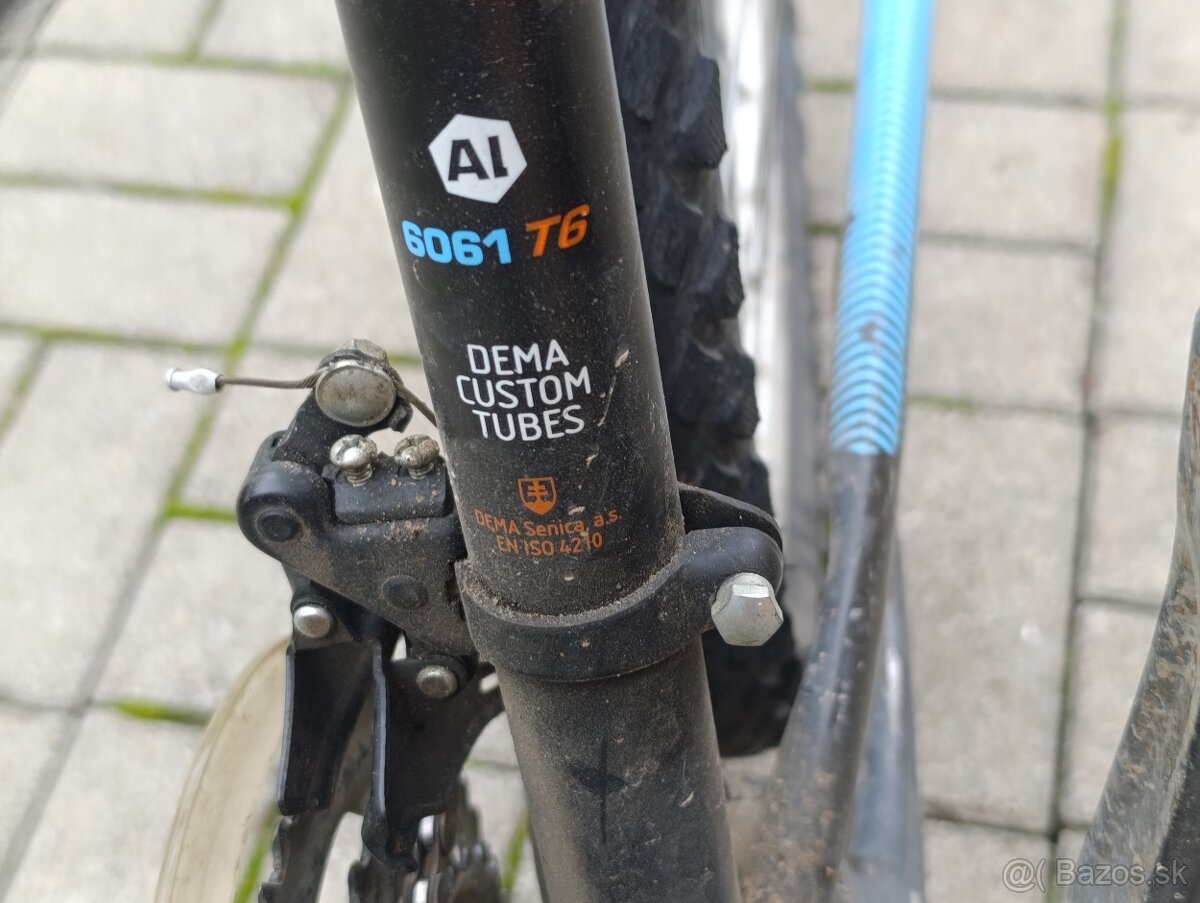 Al
6061 T6
DEMA
CUSTOM
TUBES
DEMA Senica, a.s.
EN ISO 4210
@( Bazos.sk